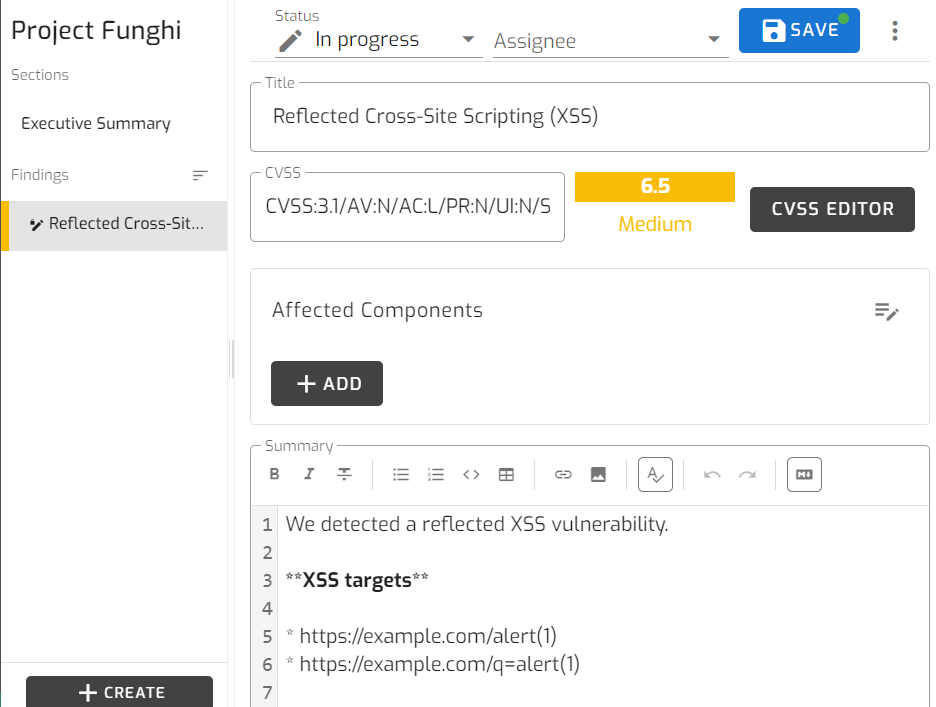 Project Funghi
Sections
Executive Summary
Findings
Reflected Cross-Sit...
CREATE
Status
In progress
Assignee
SAVE
Title
Reflected Cross-Site Scripting (XSS)
CVSS
CVSS:3.1/AV:N/AC:L/PR:N/UI:N/S
6.5
Medium
CVSS EDITOR
Affected Components
ADD
Summary
B I S
1 We detected a reflected XSS vulnerability.
2
3 **XSS targets**
4
5 * https://example.com/alert(1)
6 * https://example.com/q=alert(1)
7